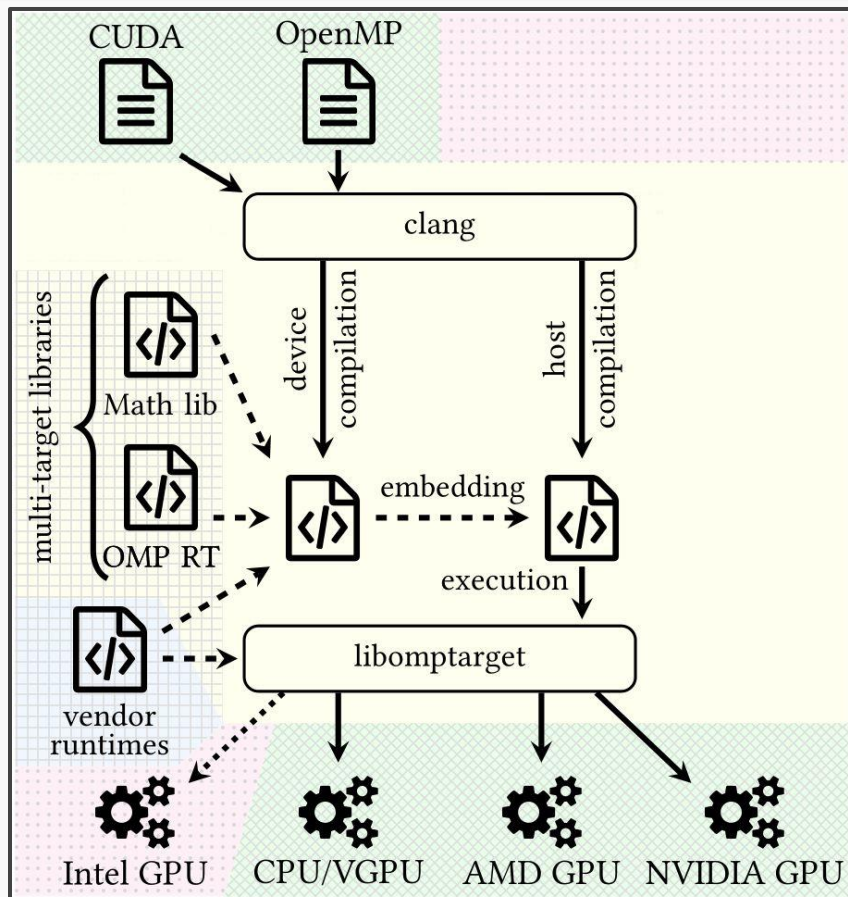 CUDA
OpenMP
clang
device
compilation
host
compilation
multi-target libraries
Math lib
OMP RT
embedding
execution
libomptarget
vendor
runtimes
Intel GPU
CPU/VGPU
AMD GPU
NVIDIA GPU